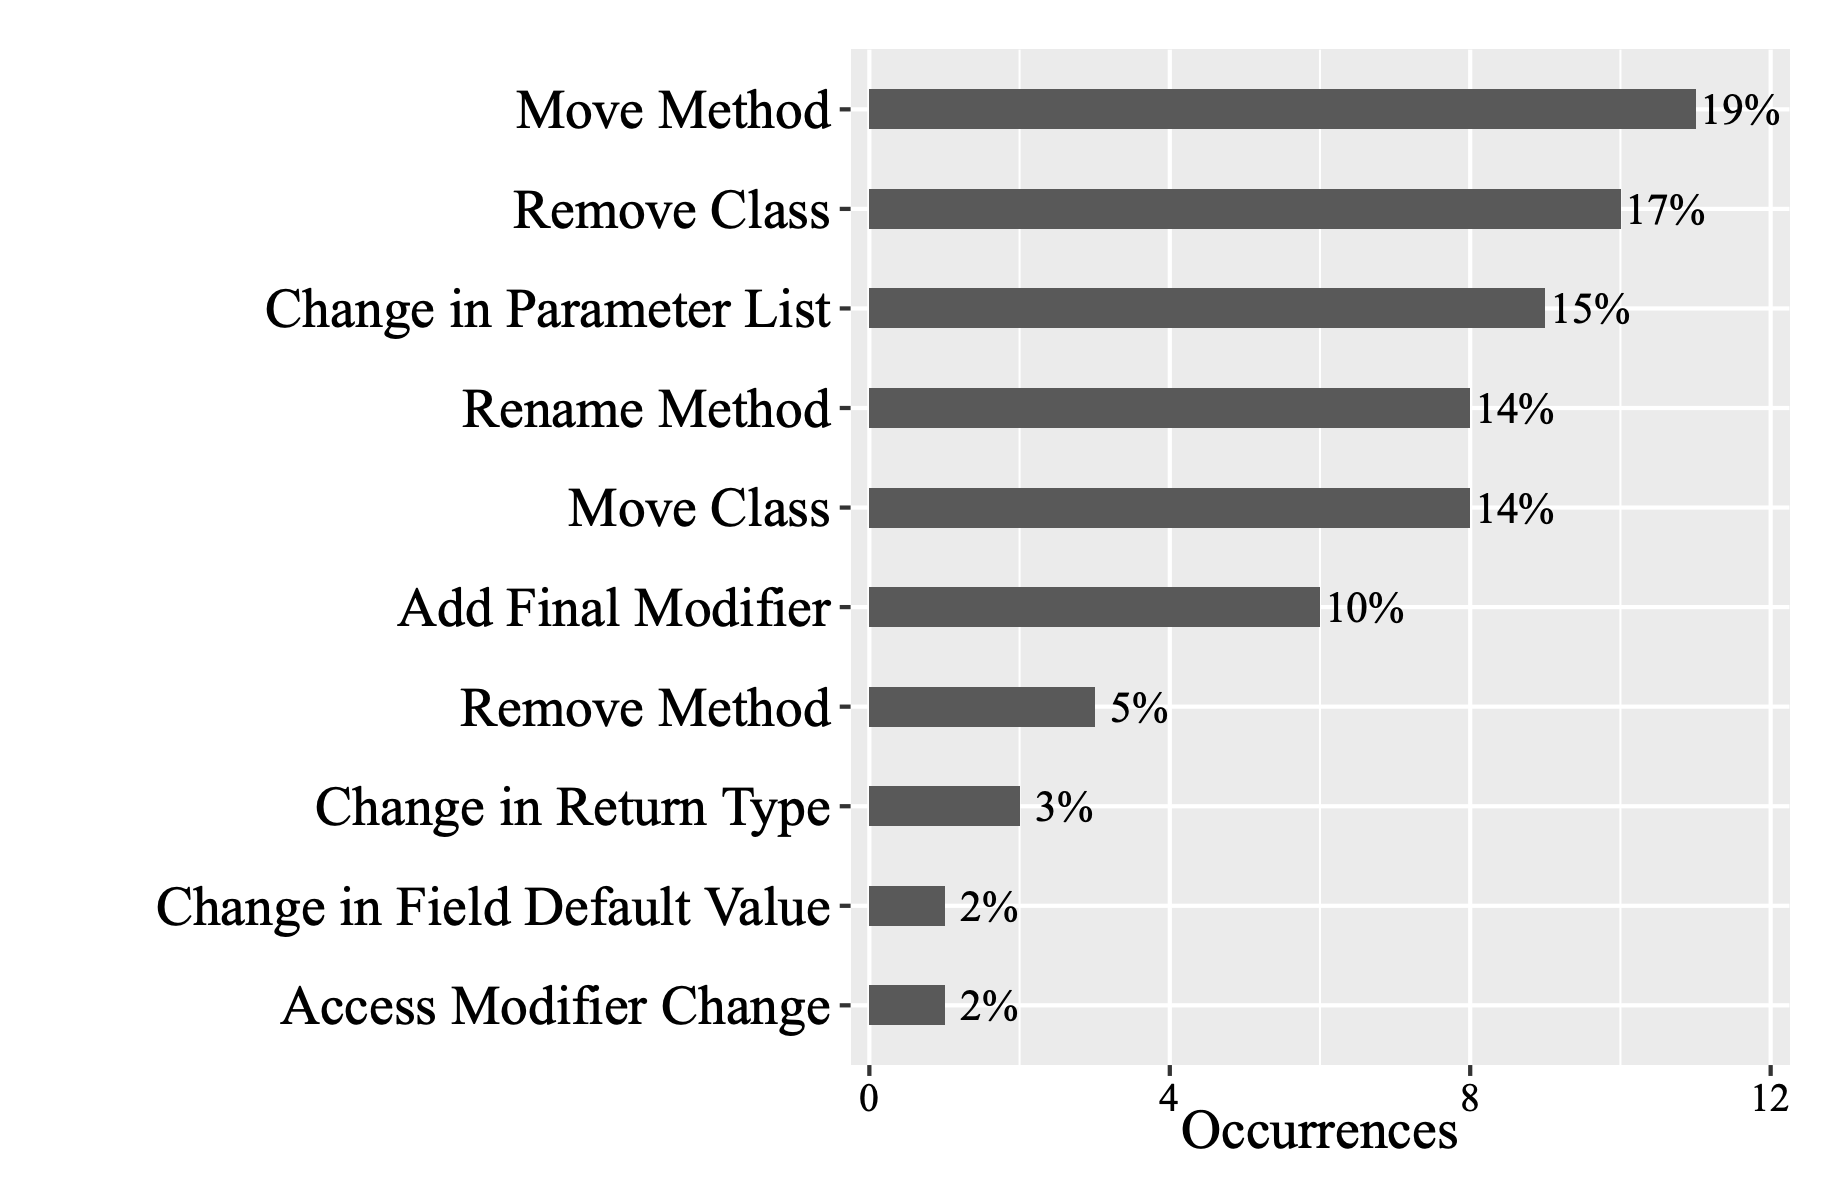 Move Method 19%
Remove Class 17%
Change in Parameter List 15%
Rename Method 14%
Move Class 14%
Add Final Modifier 10%
Remove Method 5%
Change in Return Type 3%
Change in Field Default Value 2%
Access Modifier Change 2%
0 4 8 12
Occurrences